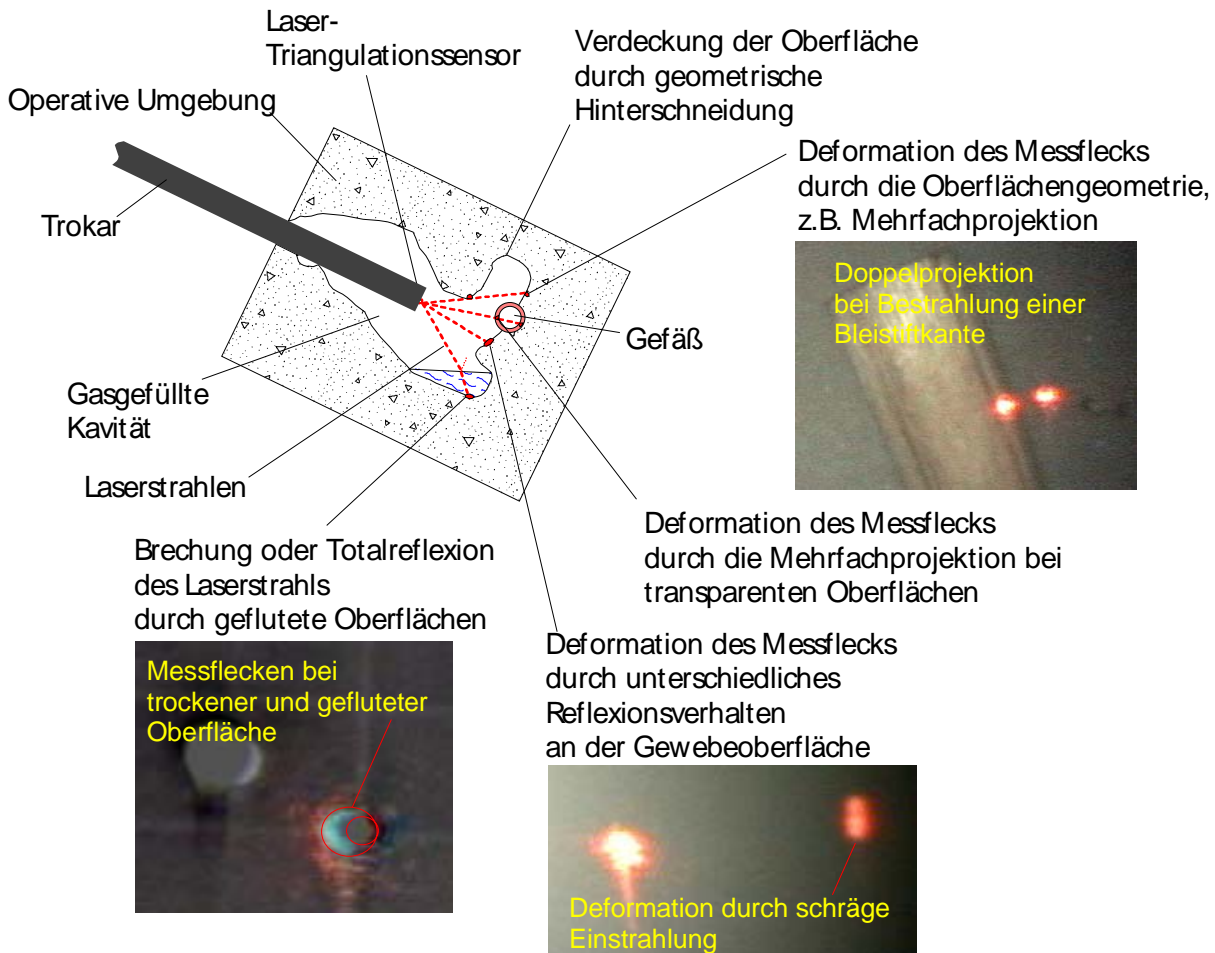 Laser-
Triangulationssensor
Verdeckung der Oberfläche
durch geometrische
Hinterschneidung
Operative Umgebung
Deformation des Messflecks
durch die Oberflächengeometrie,
z.B. Mehrfachprojektion
Trokar
Doppelprojektion
bei Bestrahlung einer
Bleistiftkante
Gefäß
Gasgefüllte
Kavität
Laserstrahlen
Deformation des Messflecks
durch die Mehrfachprojektion bei
transparenten Oberflächen
Brechung oder Totalreflexion
des Laserstrahls
durch geflutete Oberflächen
Deformation des Messflecks
durch unterschiedliches
Reflexionsverhalten
an der Gewebeoberfläche
Messflecken bei
trockener und gefluteter
Oberfläche
Deformation durch schräge
Einstrahlung